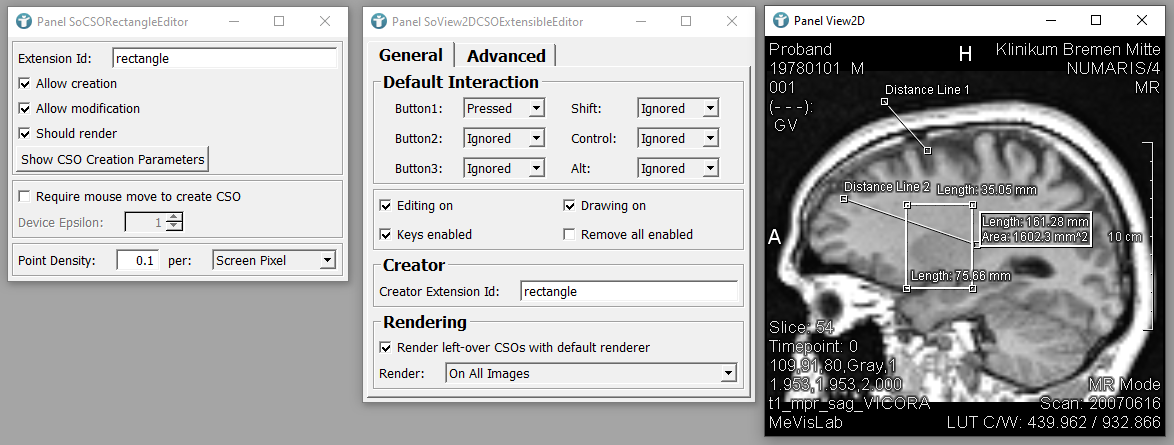 Panel SoCSORectangleEditor
Extension Id: rectangle
Allow creation
Allow modification
Should render
Show CSO Creation Parameters
Require mouse move to create CSO
Device Epsilon: 1
Point Density: 0.1 per: Screen Pixel
Panel SoView2DCSOExtensibleEditor
General Advanced
Default Interaction
Button1: Pressed Shift: Ignored
Button2: Ignored Control: Ignored
Button3: Ignored Alt: Ignored
Editing on Drawing on
Keys enabled Remove all enabled
Creator
Creator Extension Id: rectangle
Rendering
Render left-over CSOs with default renderer
Render: On All Images
Panel View2D
Proband H Klinikum Bremen Mitte
19780101 M NUMARIS/4
001 MR
(---):
GV
Distance Line 1
Distance Line 2
Length: 35.05 mm
Length: 161.28 mm
Area: 1602.3 mm^2
A
10 cm
Length: 75.66 mm
Slice: 54
Timepoint: 0
109,91,80,Gray,1
1.953,1.953,2.000 MR Mode
t1_mpr_sag_VICORA Scan: 20070616
MeVisLab LUT C/W: 439.962 / 932.866